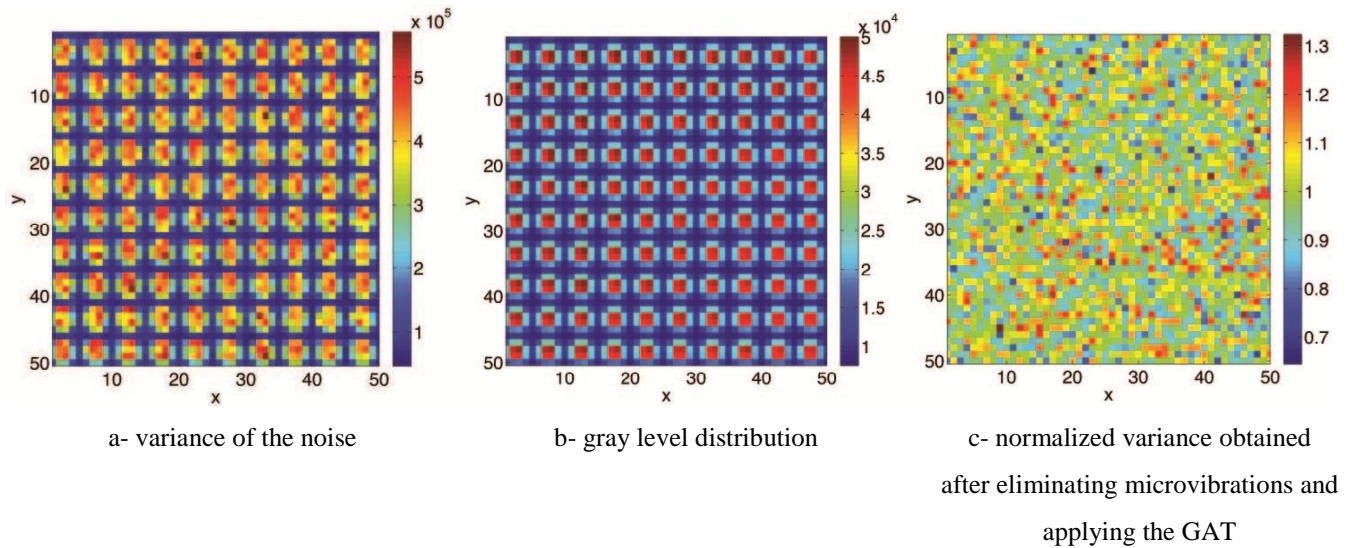 x 10^5
5
4
3
2
1
10
20
30
40
50
y
10 20 30 40 50
x
a- variance of the noise
x 10^4
5
4.5
4
3.5
3
2.5
2
1.5
1
10
20
30
40
50
y
10 20 30 40 50
x
b- gray level distribution
1.3
1.2
1.1
1
0.9
0.8
0.7
10
20
30
40
50
y
10 20 30 40 50
x
c- normalized variance obtained
after eliminating microvibrations and
applying the GAT